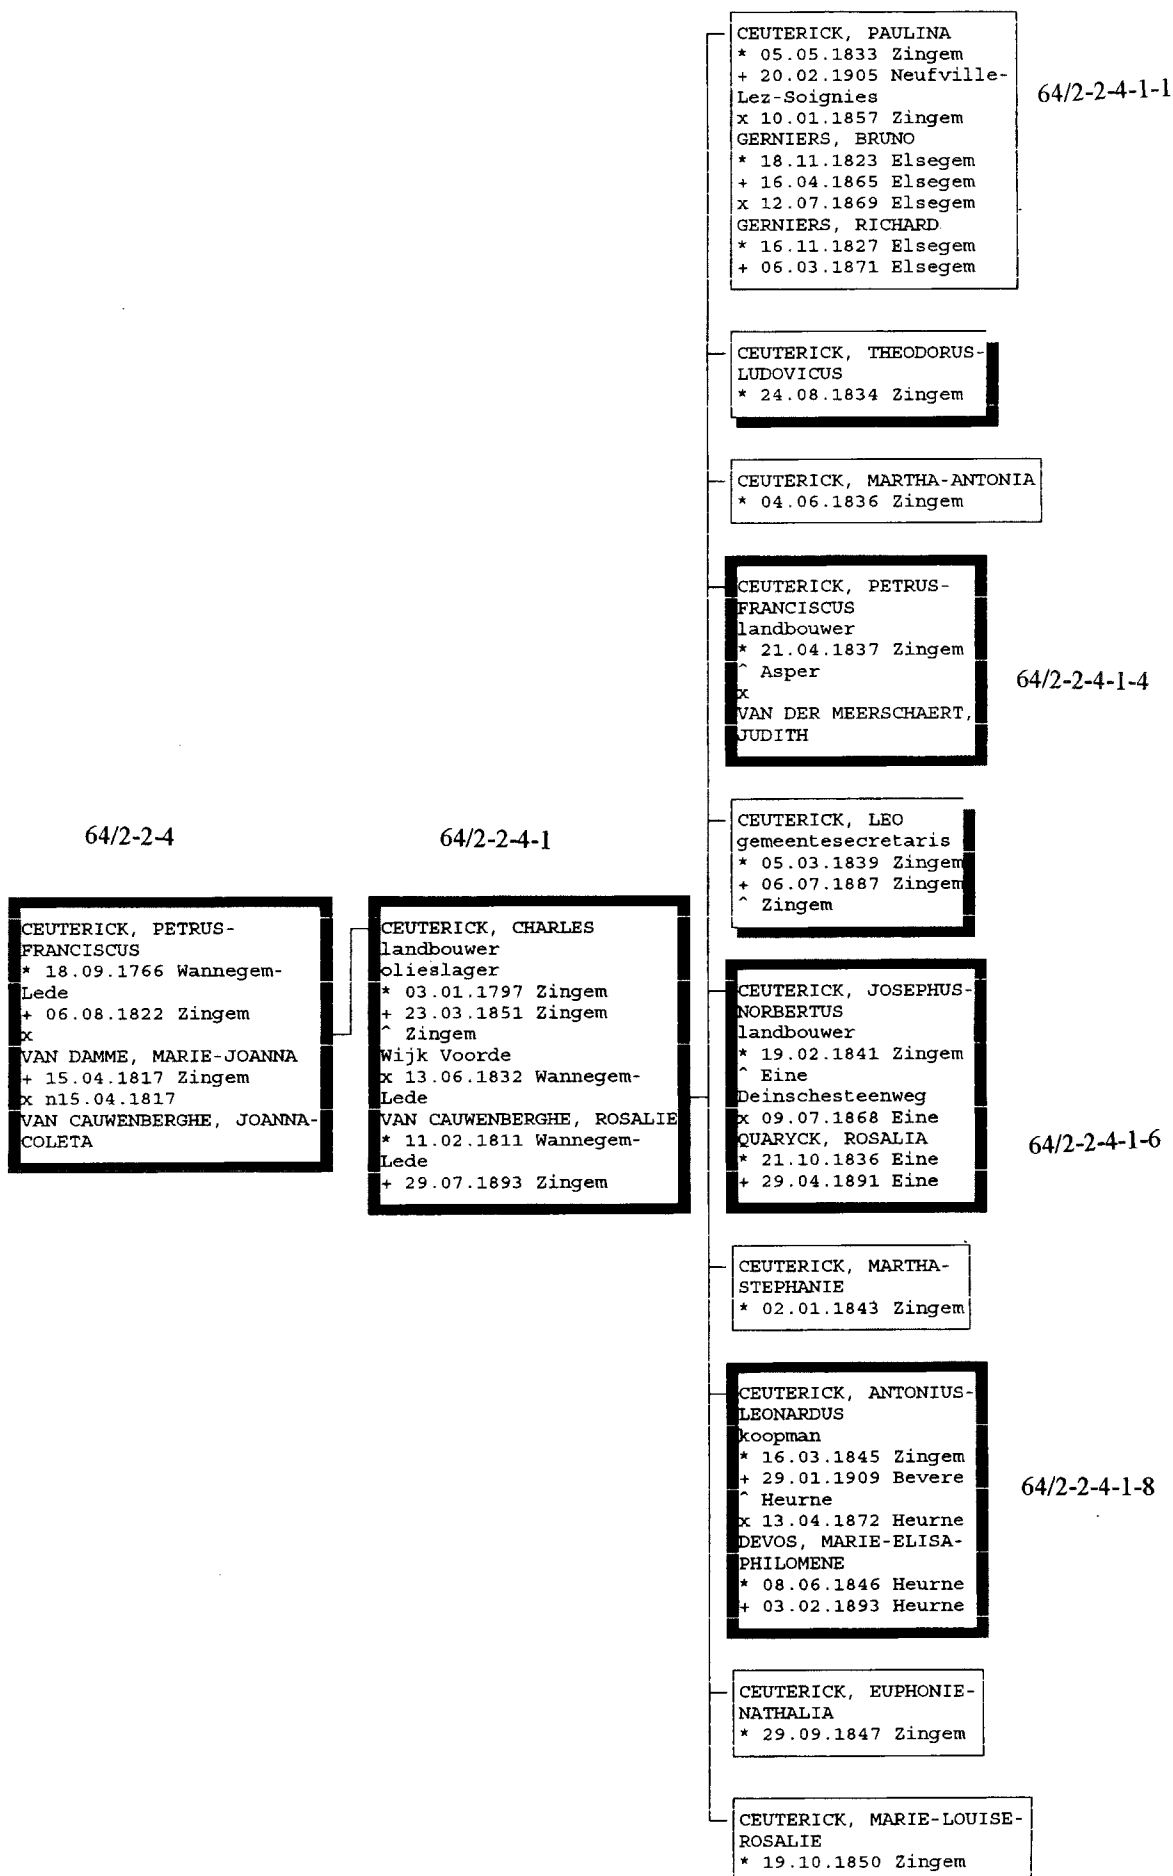 64/2-2-4
CEUTERICK, PETRUS-
FRANCISCUS
* 18.09.1766 Wannegem-
Lede
+ 06.08.1822 Zingem
x
VAN DAMME, MARIE-JOANNA
+ 15.04.1817 Zingem
x n15.04.1817
VAN CAUWENBERGHE, JOANNA-
COLETA
64/2-2-4-1
CEUTERICK, CHARLES
landbouwer
olieslager
* 03.01.1797 Zingem
+ 23.03.1851 Zingem
^ Zingem
Wijk Voorde
x 13.06.1832 Wannegem-
Lede
VAN CAUWENBERGHE, ROSALIE
* 11.02.1811 Wannegem-
Lede
+ 29.07.1893 Zingem
CEUTERICK, PAULINA
* 05.05.1833 Zingem
+ 20.02.1905 Neufville-
Lez-Soignies
x 10.01.1857 Zingem
GERNIERS, BRUNO
* 18.11.1823 Elsegem
+ 16.04.1865 Elsegem
x 12.07.1869 Elsegem
GERNIERS, RICHARD
* 16.11.1827 Elsegem
+ 06.03.1871 Elsegem
64/2-2-4-1-1
CEUTERICK, THEODORUS-
LUDOVICUS
* 24.08.1834 Zingem
CEUTERICK, MARTHA-ANTONIA
* 04.06.1836 Zingem
CEUTERICK, PETRUS-
FRANCISCUS
landbouwer
* 21.04.1837 Zingem
^ Asper
x
VAN DER MEERSCHAERT,
JUDITH
64/2-2-4-1-4
CEUTERICK, LEO
gemeentesecretaris
* 05.03.1839 Zingem
+ 06.07.1887 Zingem
^ Zingem
CEUTERICK, JOSEPHUS-
NORBERTUS
landbouwer
* 19.02.1841 Zingem
^ Eine
Deinschesteenweg
x 09.07.1868 Eine
QUARYCK, ROSALIA
* 21.10.1836 Eine
+ 29.04.1891 Eine
64/2-2-4-1-6
CEUTERICK, MARTHA-
STEPHANIE
* 02.01.1843 Zingem
CEUTERICK, ANTONIUS-
LEONARDUS
koopman
* 16.03.1845 Zingem
+ 29.01.1909 Bevere
^ Heurne
x 13.04.1872 Heurne
DEVOS, MARIE-ELISA-
PHILOMENE
* 08.06.1846 Heurne
+ 03.02.1893 Heurne
64/2-2-4-1-8
CEUTERICK, EUPHONIE-
NATHALIA
* 29.09.1847 Zingem
CEUTERICK, MARIE-LOUISE-
ROSALIE
* 19.10.1850 Zingem